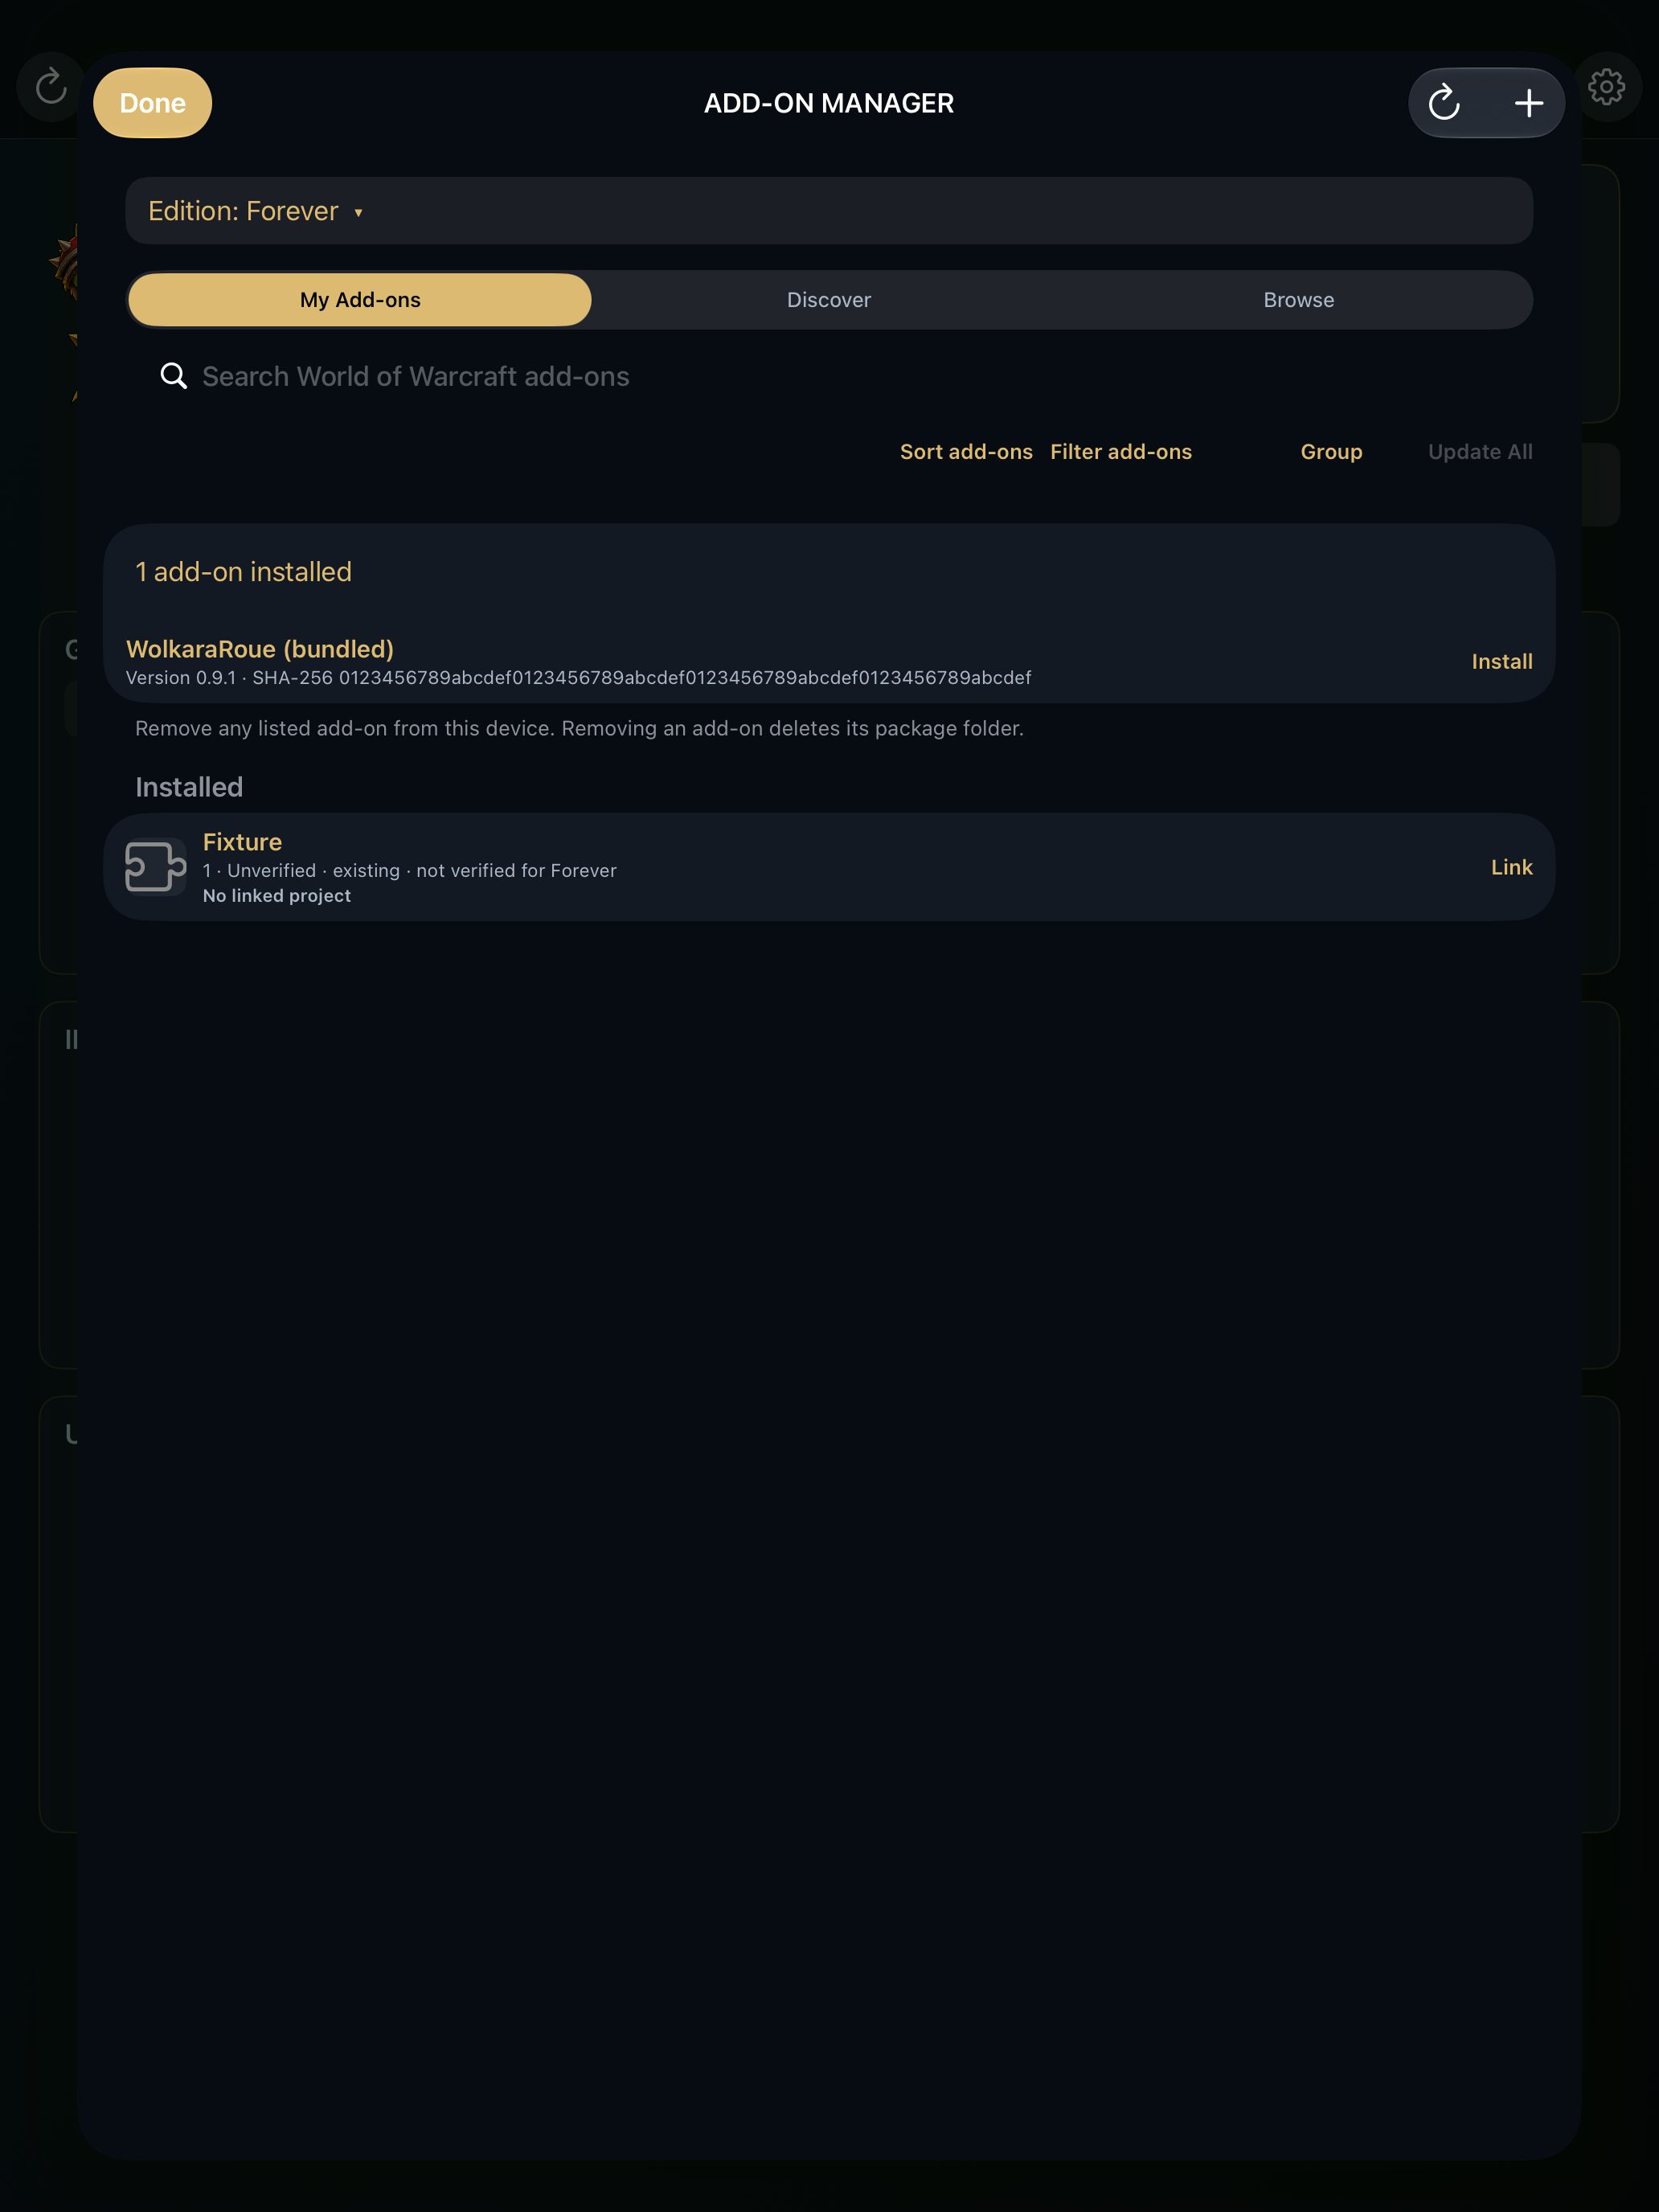 Done
ADD-ON MANAGER
Edition: Forever ▾
My Add-ons
Discover
Browse
Search World of Warcraft add-ons
Sort add-ons
Filter add-ons
Group
Update All
1 add-on installed
WolkaraRoue (bundled)
Version 0.9.1 · SHA-256 0123456789abcdef0123456789abcdef0123456789abcdef0123456789abcdef
Install
Remove any listed add-on from this device. Removing an add-on deletes its package folder.
Installed
Fixture
1 · Unverified · existing · not verified for Forever
No linked project
Link